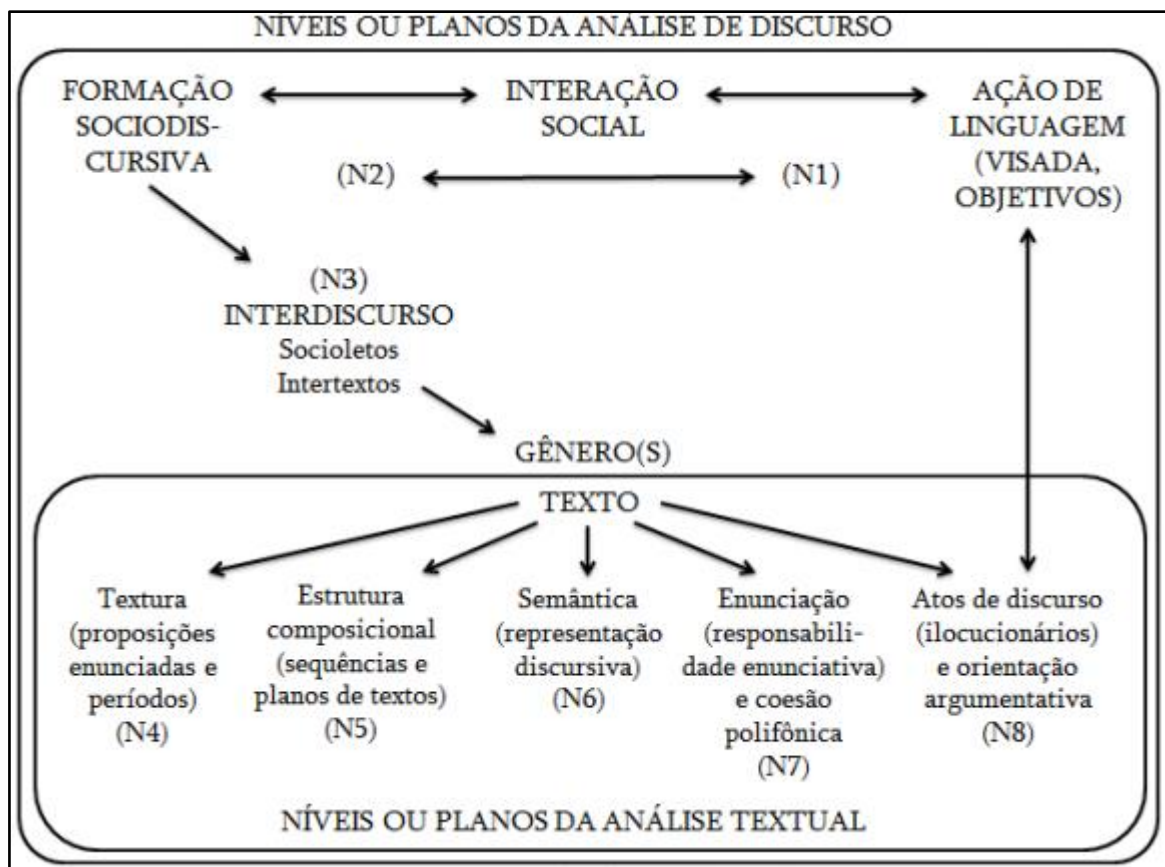 NÍVEIS OU PLANOS DA ANÁLISE DE DISCURSO
FORMAÇÃO
SOCIODIS-
CURSIVA
INTERAÇÃO
SOCIAL
AÇÃO DE
LINGUAGEM
(VISADA,
OBJETIVOS)
(N2)
(N1)
(N3)
INTERDISCURSO
Socioletos
Intertextos
GÊNERO(S)
TEXTO
Textura
(proposições
enunciadas e
períodos)
(N4)
Estrutura
composicional
(sequências e
planos de textos)
(N5)
Semântica
(representação
discursiva)
(N6)
Enunciação
(responsabili-
dade enunciativa)
e coesão
polifônica
(N7)
Atos de discurso
(ilocucionários)
e orientação
argumentativa
(N8)
NÍVEIS OU PLANOS DA ANÁLISE TEXTUAL